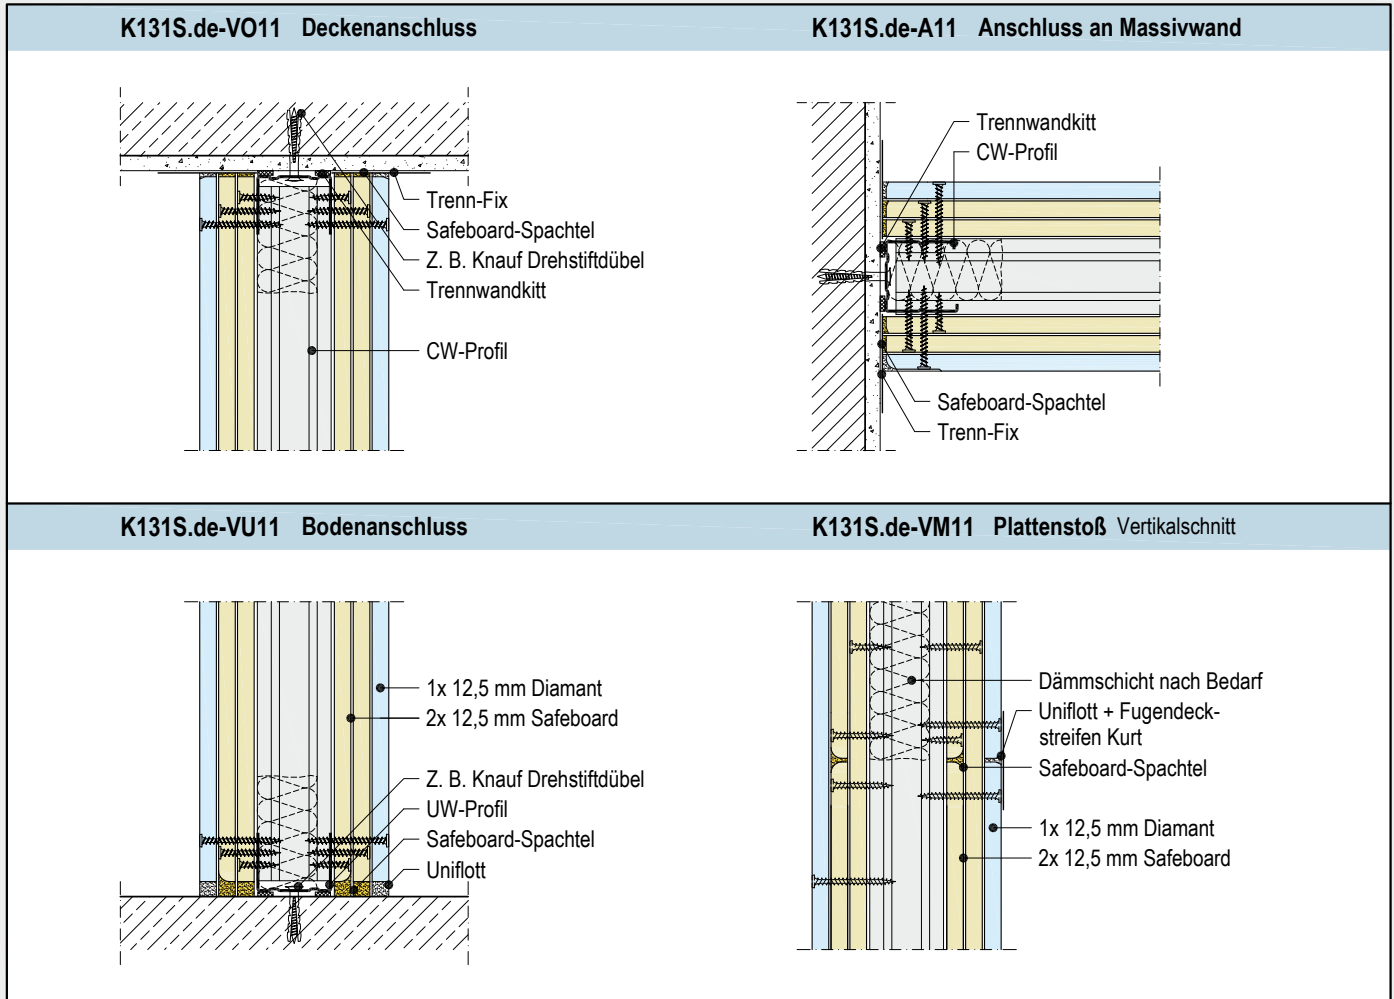 K131S.de-VO11 Deckenanschluss
Trenn-Fix
Safeboard-Spachtel
Z. B. Knauf Drehstiftdübel
Trennwandkitt
CW-Profil
K131S.de-A11 Anschluss an Massivwand
Trennwandkitt
CW-Profil
Safeboard-Spachtel
Trenn-Fix
K131S.de-VU11 Bodenanschluss
1x 12,5 mm Diamant
2x 12,5 mm Safeboard
Z. B. Knauf Drehstiftdübel
UW-Profil
Safeboard-Spachtel
Uniflott
K131S.de-VM11 Plattenstoß Vertikalschnitt
Dämmschicht nach Bedarf
Uniflott + Fugendeck-
streifen Kurt
Safeboard-Spachtel
1x 12,5 mm Diamant
2x 12,5 mm Safeboard